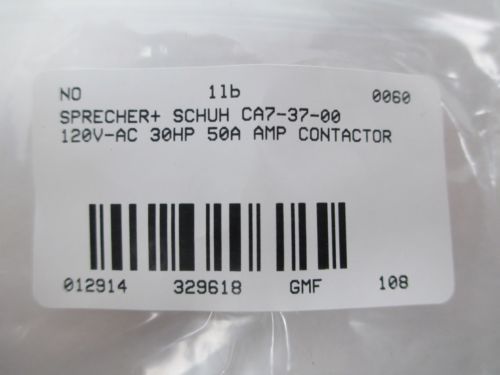 NO 1lb 0060
SPRECHER+ SCHUH CA7-37-00
120V-AC 30HP 50A AMP CONTACTOR
012914 329618 GMF 108